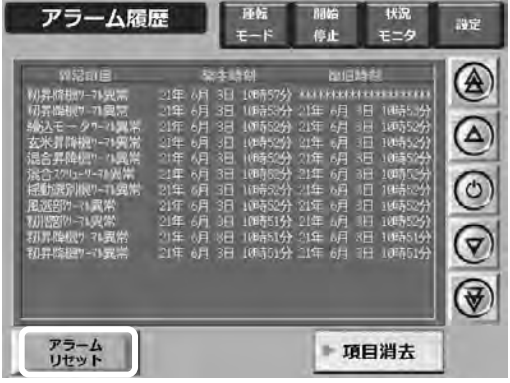 アラーム履歴
運転
モード
開始
停止
状況
モニタ
設定
異常項目 発生時刻 復旧時刻
籾昇降機サーマル異常 21年 6月 3日 10時57分 **********************
籾昇降機サーマル異常 21年 6月 3日 10時53分 21年 6月 3日 10時53分
繰込モータサーマル異常 21年 6月 3日 10時52分 21年 6月 3日 10時52分
玄米昇降機サーマル異常 21年 6月 3日 10時52分 21年 6月 3日 10時52分
混合昇降機サーマル異常 21年 6月 3日 10時52分 21年 6月 3日 10時52分
混合スクリューサーマル異常 21年 6月 3日 10時52分 21年 6月 3日 10時52分
揺動選別機サーマル異常 21年 6月 3日 10時52分 21年 6月 3日 10時52分
風選部サーマル異常 21年 6月 3日 10時52分 21年 6月 3日 10時52分
籾摺部サーマル異常 21年 6月 3日 10時52分 21年 6月 3日 10時52分
籾昇降機サーマル異常 21年 6月 3日 10時51分 21年 6月 3日 10時51分
籾昇降機サーマル異常 21年 6月 3日 10時51分 21年 6月 3日 10時51分
アラーム
リセット
項目消去